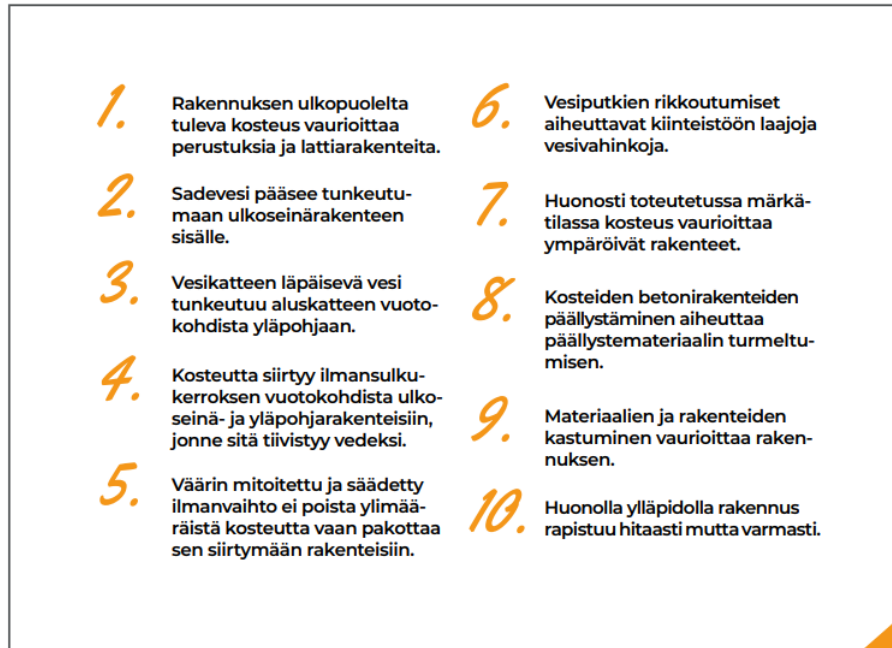 1.
Rakennuksen ulkopuolelta
tuleva kosteus vaurioittaa
perustuksia ja lattiarakenteita.
2.
Sadevesi pääsee tunkeutu-
maan ulkoseinärakenteen
sisälle.
3.
Vesikatteen läpäisevä vesi
tunkeutuu aluskatteen vuoto-
kohdista yläpohjaan.
4.
Kosteutta siirtyy ilmansulku-
kerroksen vuotokohdista ulko-
seinä- ja yläpohjarakenteisiin,
jonne sitä tiivistyy vedeksi.
5.
Väärin mitoitettu ja säädetty
ilmanvaihto ei poista ylimää-
räistä kosteutta vaan pakottaa
sen siirtymään rakenteisiin.
6.
Vesiputkien rikkoutumiset
aiheuttavat kiinteistöön laajoja
vesivahinkoja.
7.
Huonosti toteutetussa märkä-
tilassa kosteus vaurioittaa
ympäröivät rakenteet.
8.
Kosteiden betonirakenteiden
päällystäminen aiheuttaa
päällystemateriaalin turmeltu-
misen.
9.
Materiaalien ja rakenteiden
kastuminen vaurioittaa raken-
nuksen.
10.
Huonolla ylläpidolla rakennus
rapistuu hitaasti mutta varmasti.